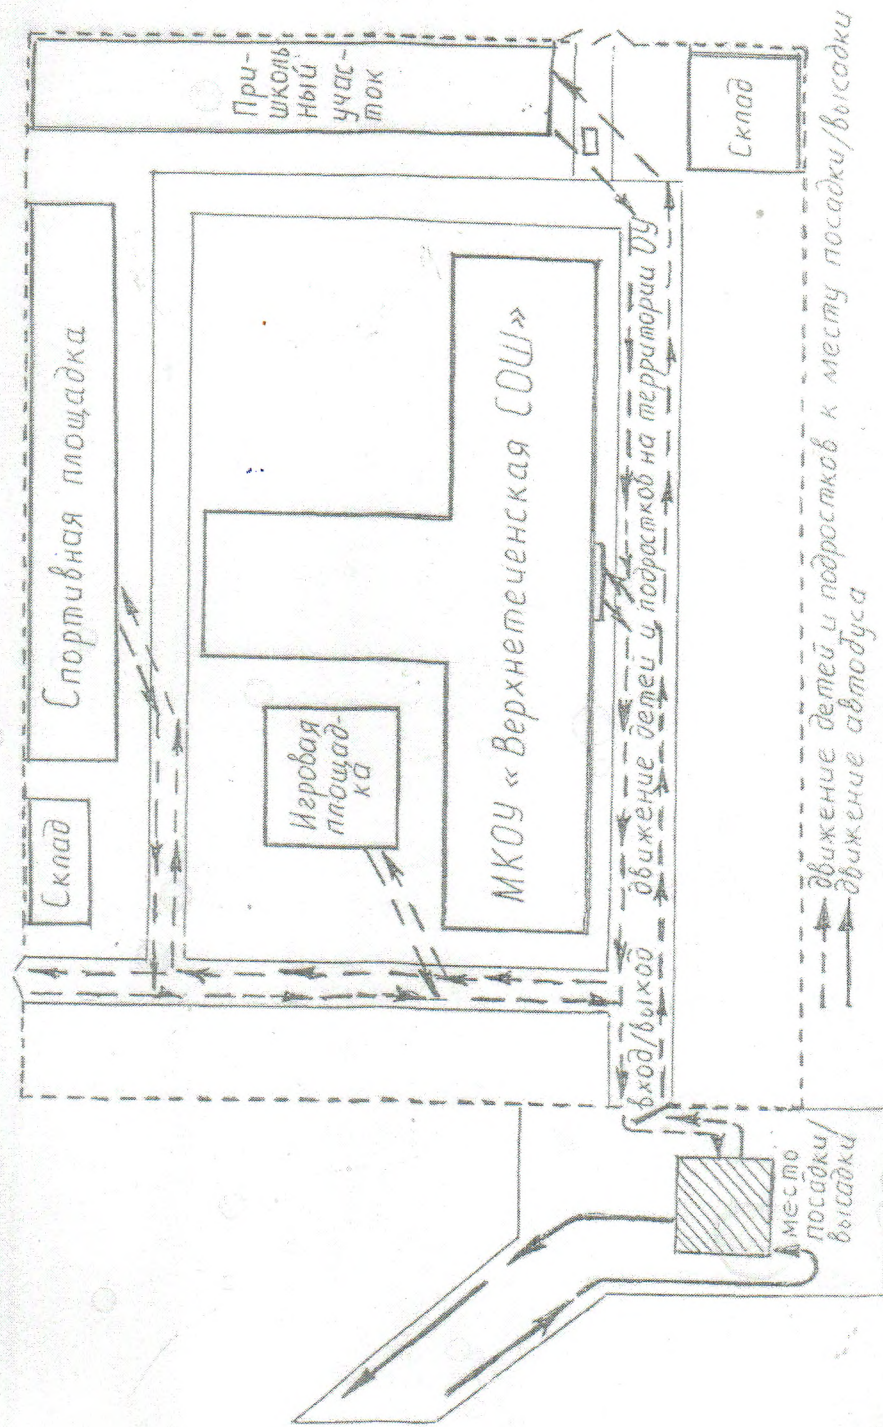 Склад
Спортивная площадка
При-
школь
ный
учас-
ток
Игровая
площад-
ка
МКОУ « Верхнетеченская СОШ»
вход/выход движение детей и подростков на территории ОУ
Склад
место
посадки/
высадки
движение детей и подростков к месту посадки/высадки
движение автобуса